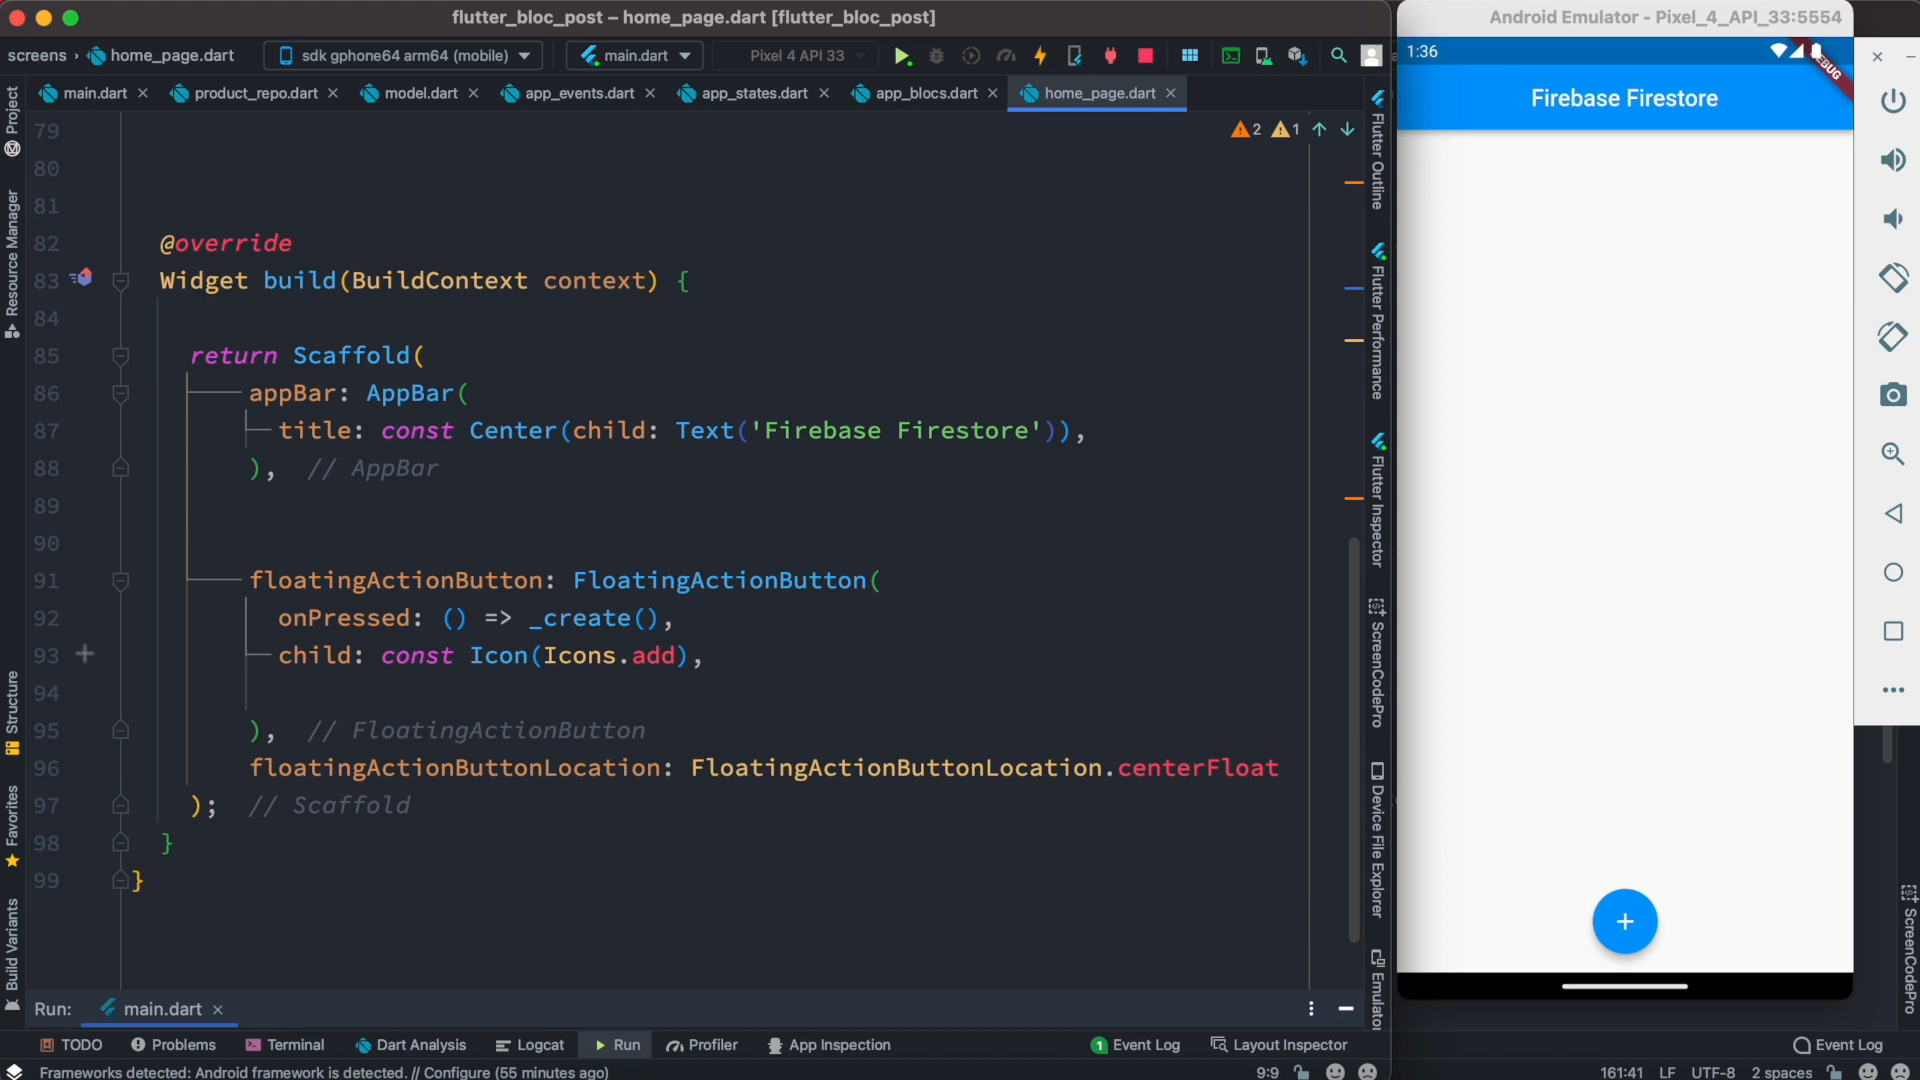 flutter_bloc_post – home_page.dart [flutter_bloc_post]
Android Emulator - Pixel_4_API_33:5554
screens › home_page.dart
sdk gphone64 arm64 (mobile)
main.dart
Pixel 4 API 33
1:36
main.dart
product_repo.dart
model.dart
app_events.dart
app_states.dart
app_blocs.dart
home_page.dart
Firebase Firestore
79
2
1
80
81
82 @override
83 Widget build(BuildContext context) {
84
85 return Scaffold(
86 appBar: AppBar(
87 title: const Center(child: Text('Firebase Firestore')),
88 ), // AppBar
89
90
91 floatingActionButton: FloatingActionButton(
92 onPressed: () => _create(),
93 child: const Icon(Icons.add),
94
95 ), // FloatingActionButton
96 floatingActionButtonLocation: FloatingActionButtonLocation.centerFloat
97 ); // Scaffold
98 }
99 }
Project
Resource Manager
Structure
Favorites
Build Variants
Flutter Outline
Flutter Performance
Flutter Inspector
ScreenCodePro
Device File Explorer
ScreenCodePro
Run: main.dart
TODO
Problems
Terminal
Dart Analysis
Logcat
Run
Profiler
App Inspection
1 Event Log
Layout Inspector
Event Log
Frameworks detected: Android framework is detected. // Configure (55 minutes ago)
9:9
161:41 LF UTF-8 2 spaces